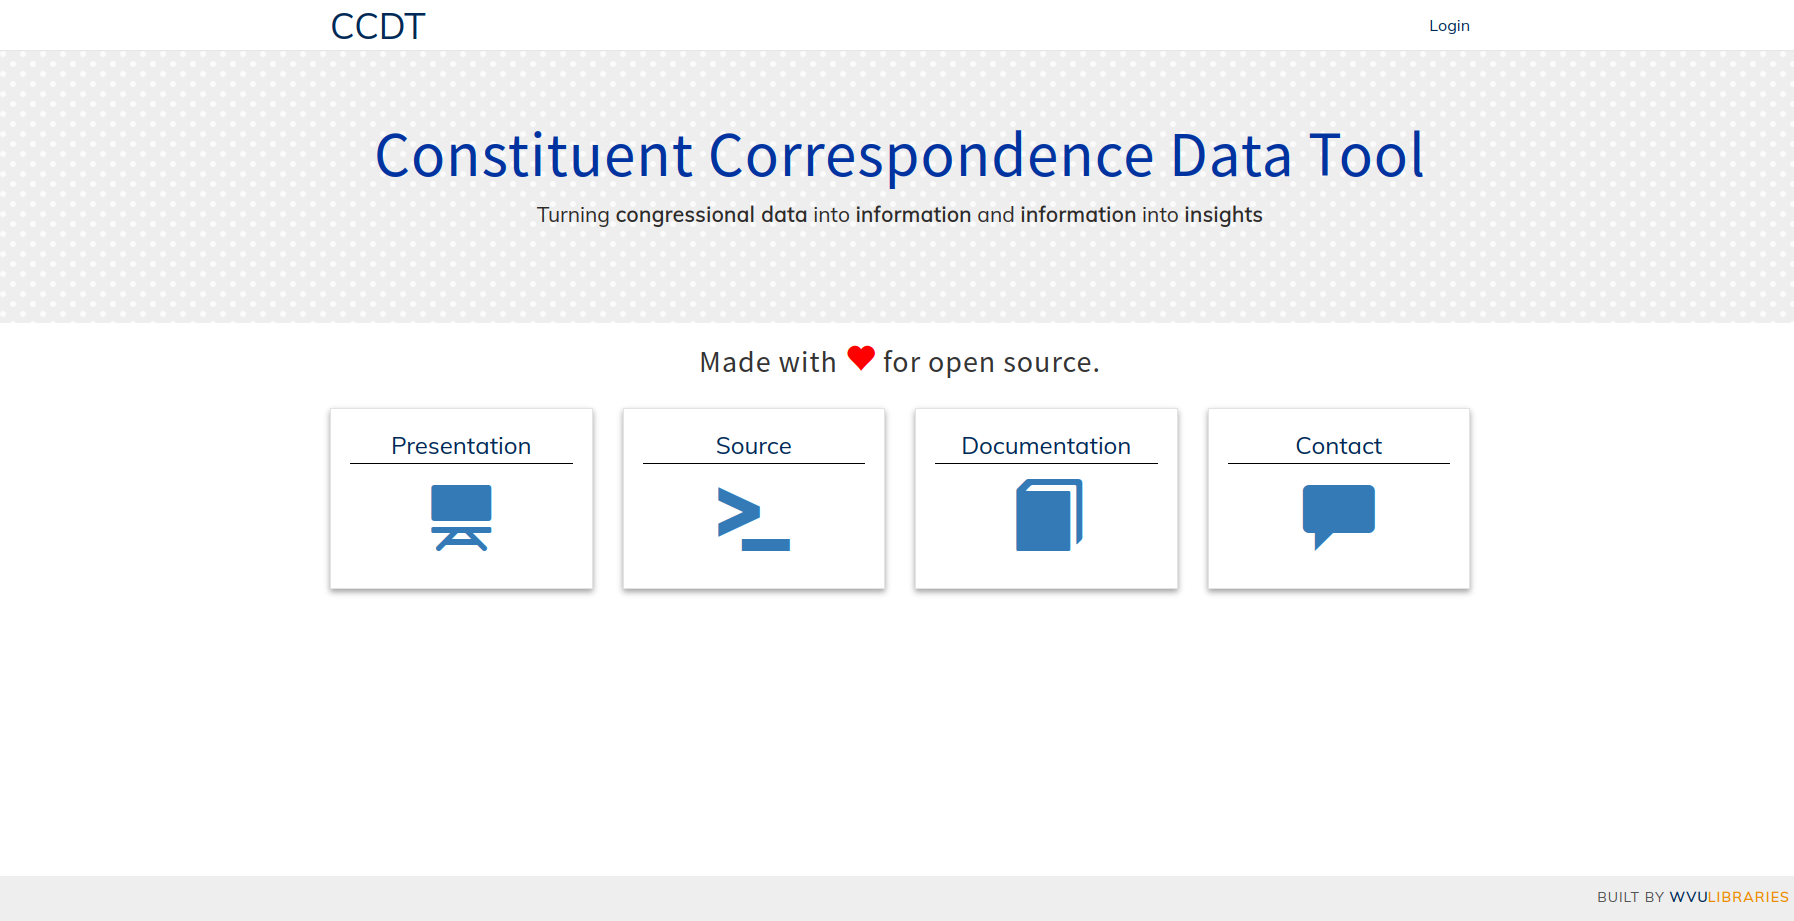 CCDT
Login
Constituent Correspondence Data Tool
Turning congressional data into information and information into insights
Made with ❤ for open source.
Presentation
Source
Documentation
Contact
BUILT BY WVULIBRARIES